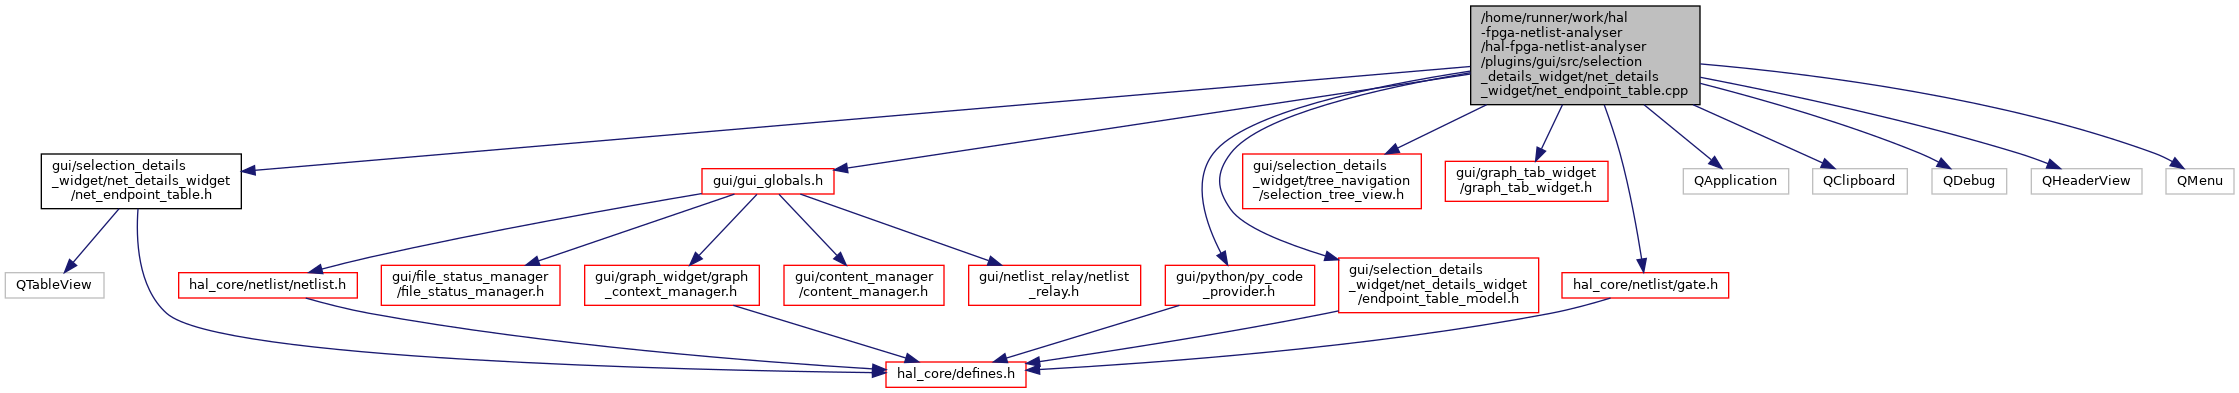 /home/runner/work/hal
-fpga-netlist-analyser
/hal-fpga-netlist-analyser
/plugins/gui/src/selection
_details_widget/net_details
_widget/net_endpoint_table.cpp
gui/selection_details
_widget/net_details_widget
/net_endpoint_table.h
gui/gui_globals.h
gui/selection_details
_widget/tree_navigation
/selection_tree_view.h
gui/graph_tab_widget
/graph_tab_widget.h
QApplication
QClipboard
QDebug
QHeaderView
QMenu
QTableView
hal_core/netlist/netlist.h
gui/file_status_manager
/file_status_manager.h
gui/graph_widget/graph
_context_manager.h
gui/content_manager
/content_manager.h
gui/netlist_relay/netlist
_relay.h
gui/python/py_code
_provider.h
gui/selection_details
_widget/net_details_widget
/endpoint_table_model.h
hal_core/netlist/gate.h
hal_core/defines.h